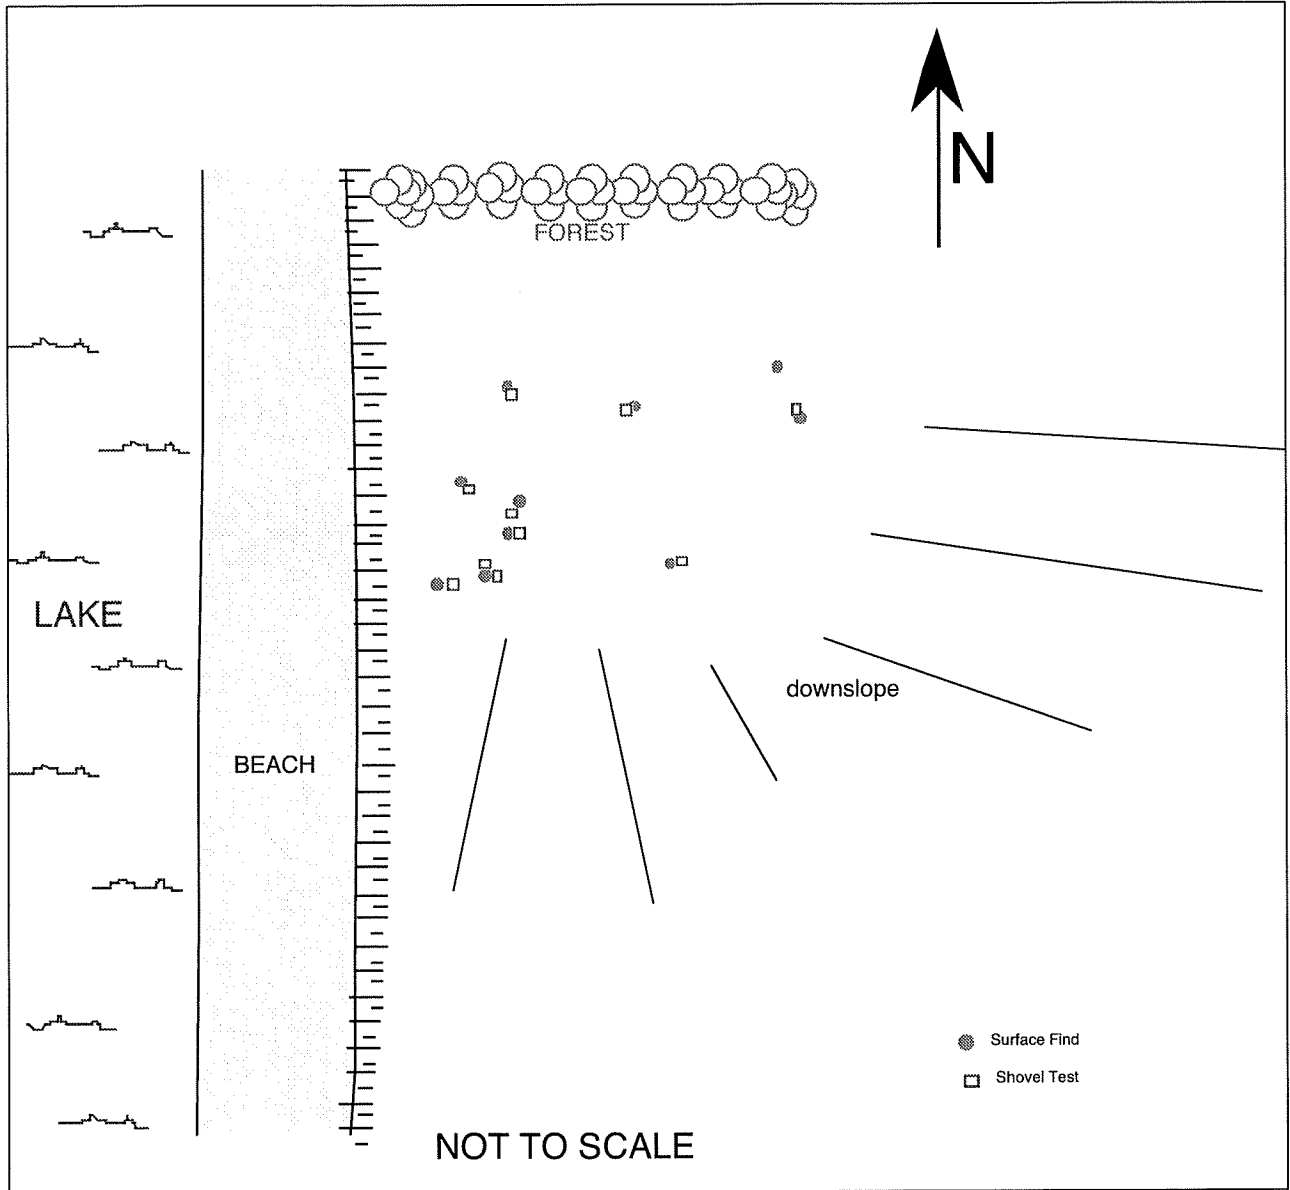 N
FOREST
LAKE
downslope
BEACH
Surface Find
Shovel Test
NOT TO SCALE